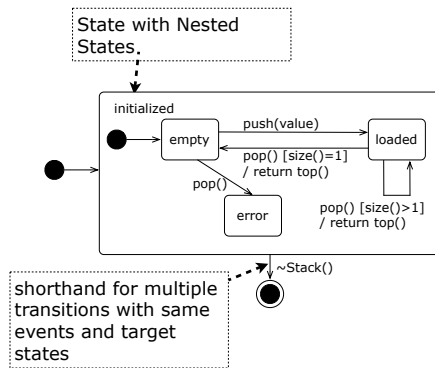 State with Nested
States
initialized
empty
push(value)
loaded
pop() [size()=1]
/ return top()
pop()
error
pop() [size()>1]
/ return top()
~Stack()
shorthand for multiple
transitions with same
events and target
states